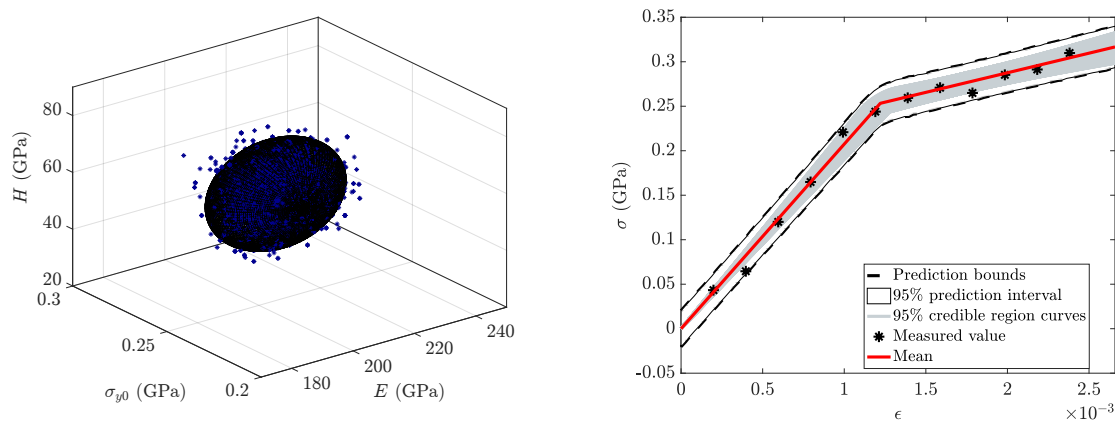 80
60
40
20
H (GPa)
0.3
0.25
0.2
σ_{y0} (GPa)
180
200
220
240
E (GPa)
0.35
0.3
0.25
0.2
0.15
0.1
0.05
0
-0.05
σ (GPa)
Prediction bounds
95% prediction interval
95% credible region curves
Measured value
Mean
0 0.5 1 1.5 2 2.5
×10⁻³
ϵ